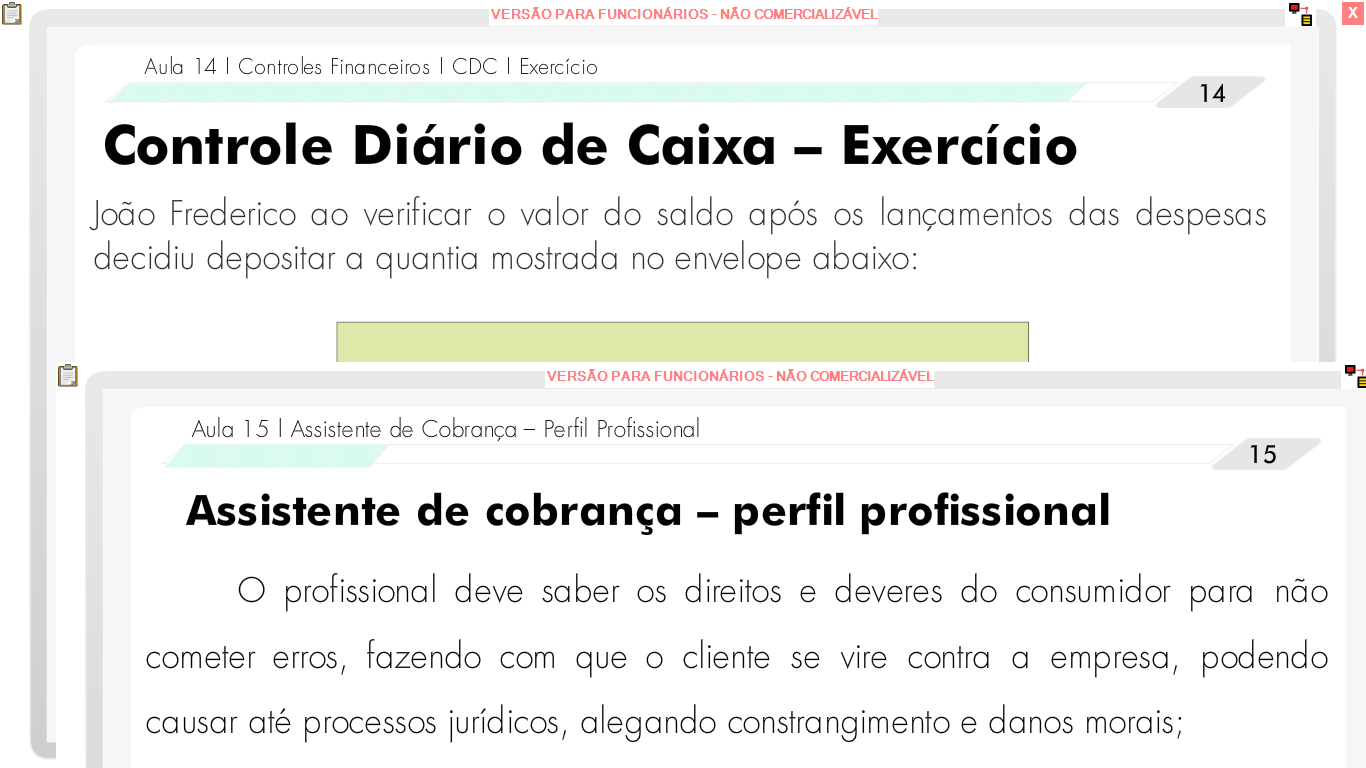 VERSÃO PARA FUNCIONÁRIOS - NÃO COMERCIALIZÁVEL
X
Aula 14 | Controles Financeiros | CDC | Exercício
14
Controle Diário de Caixa – Exercício
João Frederico ao verificar o valor do saldo após os lançamentos das despesas
decidiu depositar a quantia mostrada no envelope abaixo:
VERSÃO PARA FUNCIONÁRIOS - NÃO COMERCIALIZÁVEL
Aula 15 | Assistente de Cobrança – Perfil Profissional
15
Assistente de cobrança – perfil profissional
O profissional deve saber os direitos e deveres do consumidor para não
cometer erros, fazendo com que o cliente se vire contra a empresa, podendo
causar até processos jurídicos, alegando constrangimento e danos morais;